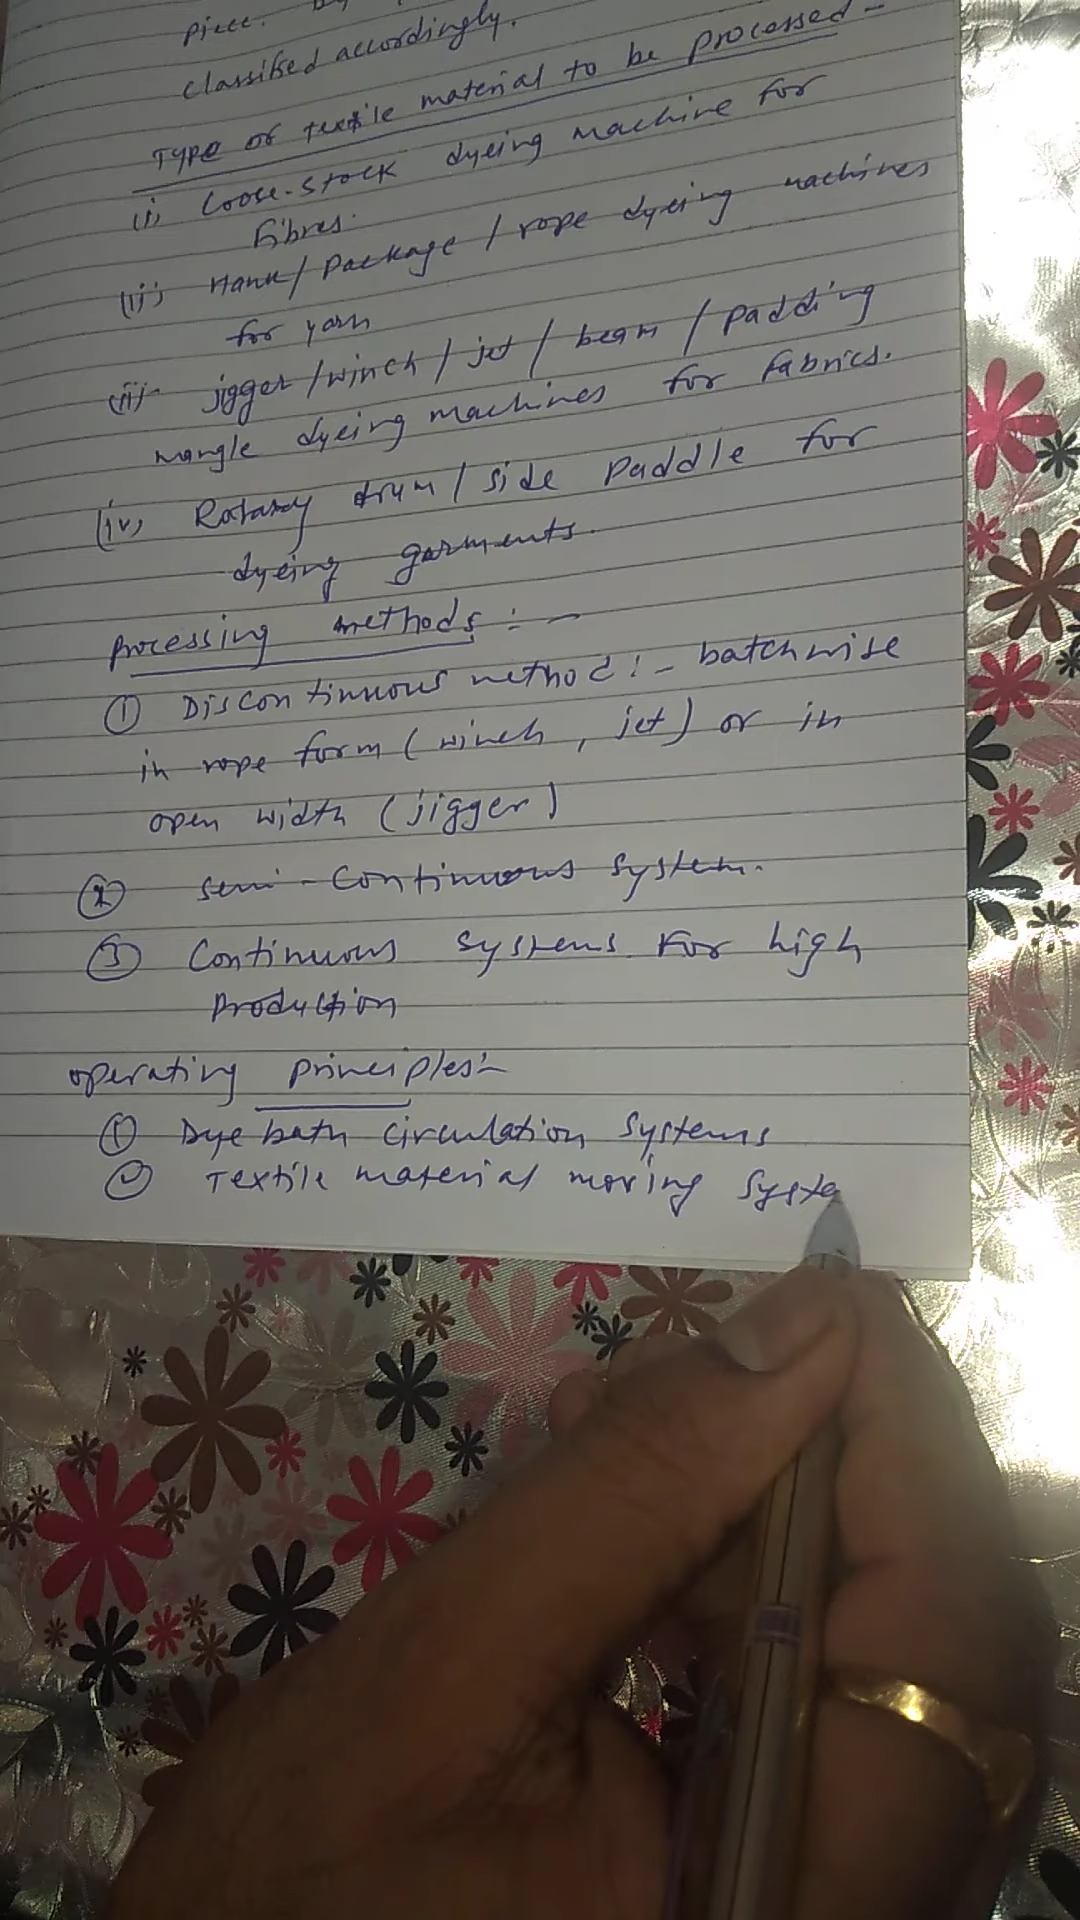 piece.
classified accordingly.
Type of textile material to be processed -
(i) Loose-stock dyeing machine for
fibres.
(ii) Hank/ Package / rope dyeing machines
for yarn
(iii) jigger /winch / jet / beam / Padding
mangle dyeing machines for fabrics.
(iv) Rotary drum / side paddle for
dyeing garments.
Processing methods :-
① Discontinuous method :- batchwise
in rope form ( winch , jet ) or in
open width ( jigger )
② semi-continuous system.
③ Continuous systems for high
Production
operating principles:-
① Dye bath circulation systems
② Textile material moving syste